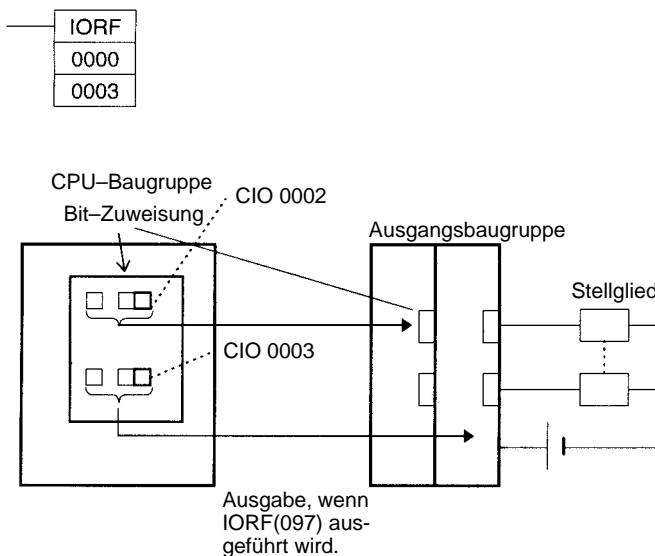 IORF
0000
0003
CPU–Baugruppe
Bit–Zuweisung
CIO 0002
Ausgangsbaugruppe
Stellglied
CIO 0003
Ausgabe, wenn
IORF(097) aus-
geführt wird.